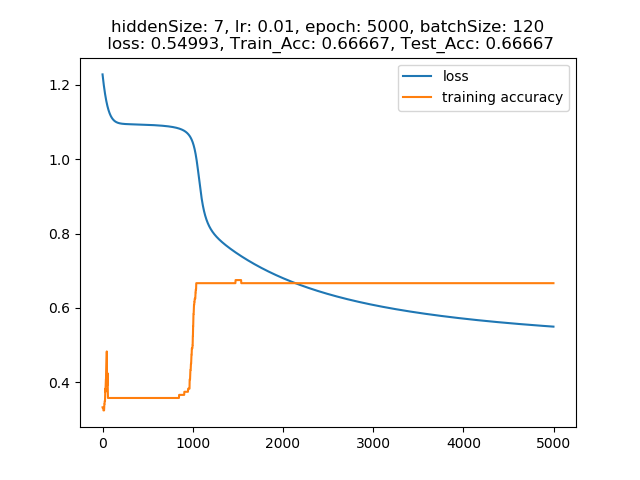 hiddenSize: 7, lr: 0.01, epoch: 5000, batchSize: 120
loss: 0.54993, Train_Acc: 0.66667, Test_Acc: 0.66667
loss
training accuracy
1.2
1.0
0.8
0.6
0.4
0 1000 2000 3000 4000 5000